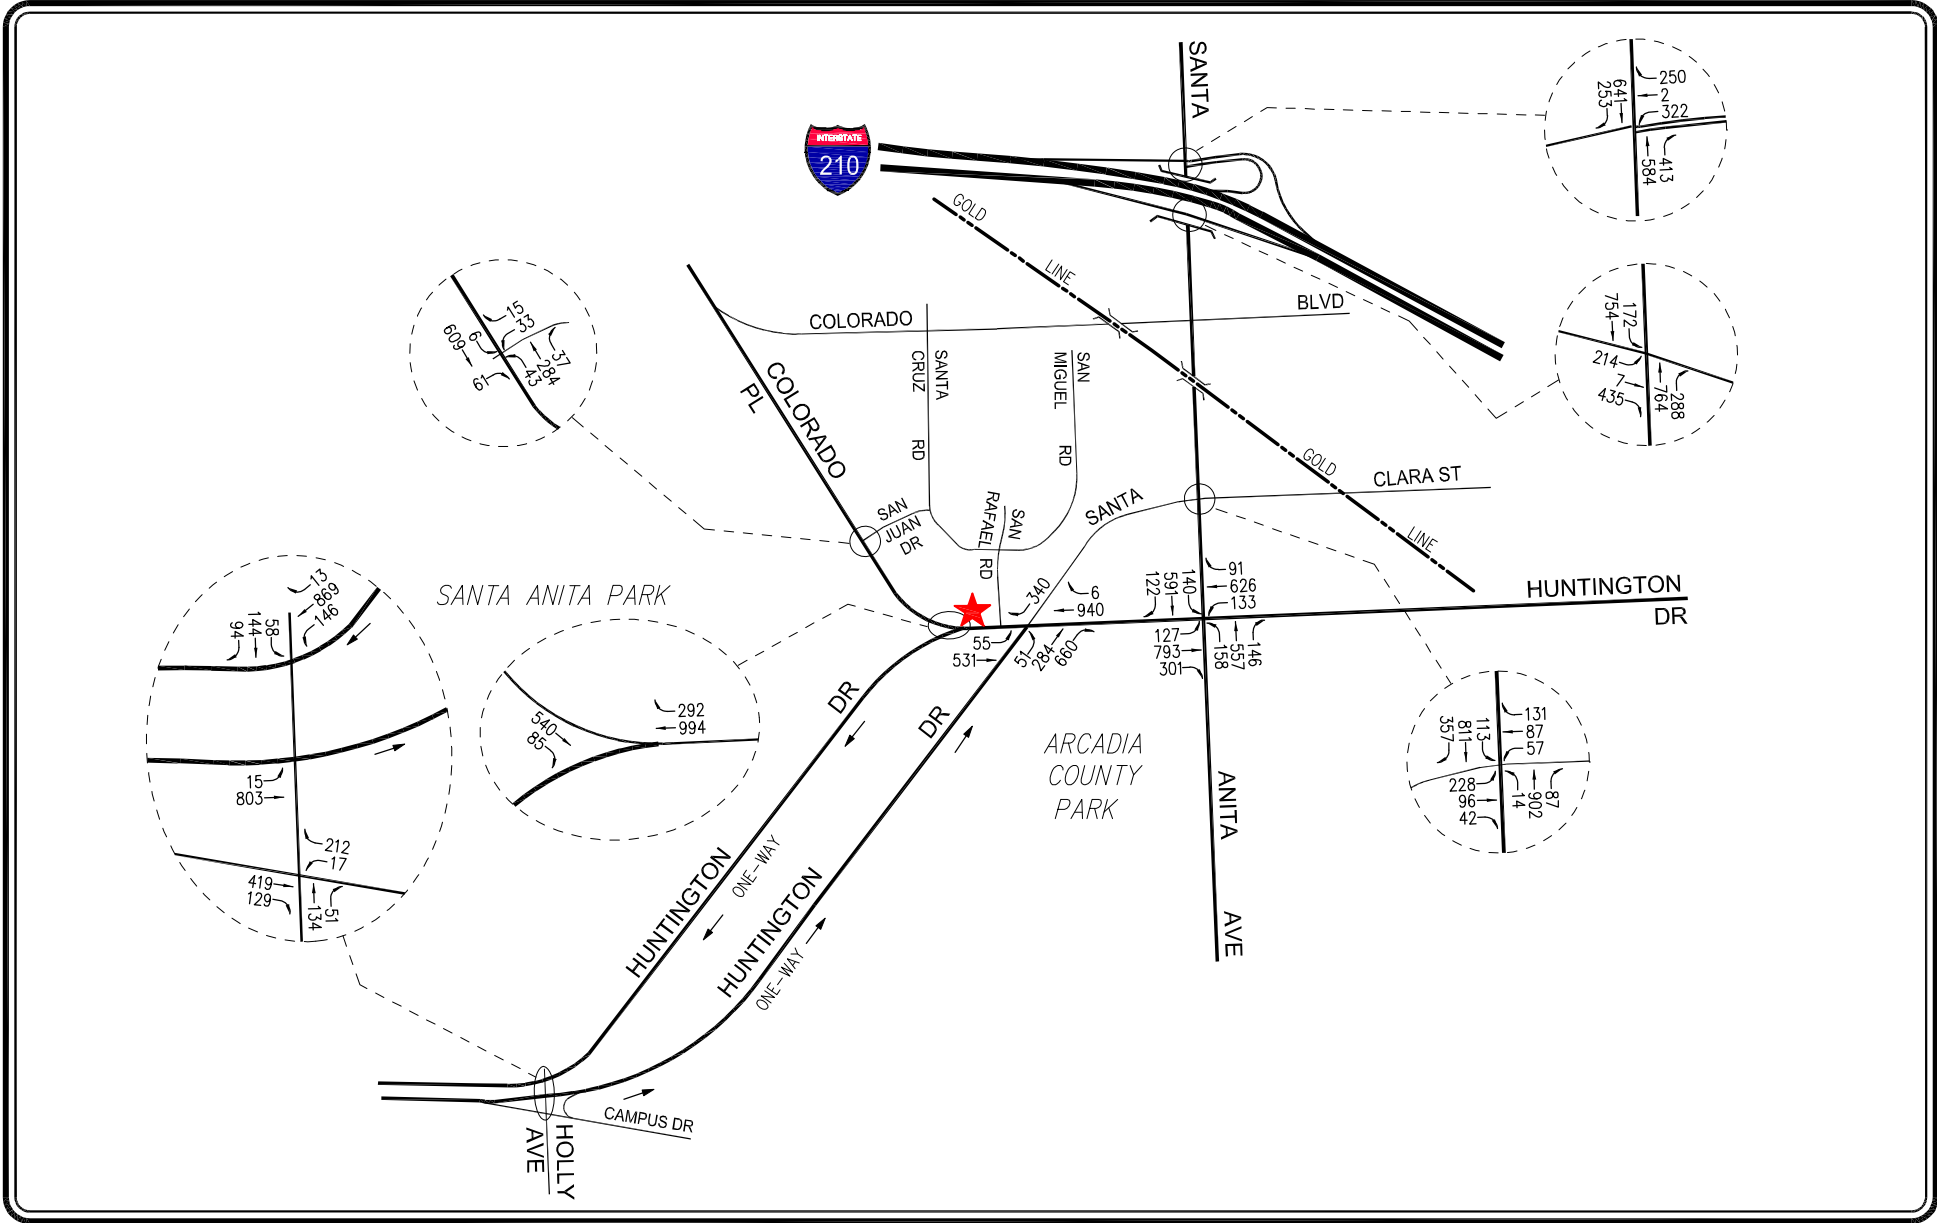 SANTA
INTERSTATE
210
250
2
322
641
253
413
584
GOLD
LINE
COLORADO
BLVD
172
754
214
7
435
764
288
15
33
6
609
61
37
284
43
COLORADO
PL
SANTA
CRUZ
RD
SAN
MIGUEL
RD
GOLD
LINE
CLARA ST
SANTA
SAN
JUAN
DR
SAN
RAFAEL
RD
HUNTINGTON
DR
SANTA ANITA PARK
340
6
940
55
531
51
284
660
122
591
140
91
626
133
127
793
301
158
557
146
13
869
146
58
144
94
15
803
212
17
419
129
51
134
292
994
540
85
DR
DR
ARCADIA
COUNTY
PARK
ANITA
AVE
131
87
57
113
811
357
228
96
42
14
902
87
HUNTINGTON
ONE-WAY
HUNTINGTON
ONE-WAY
CAMPUS DR
HOLLY
AVE